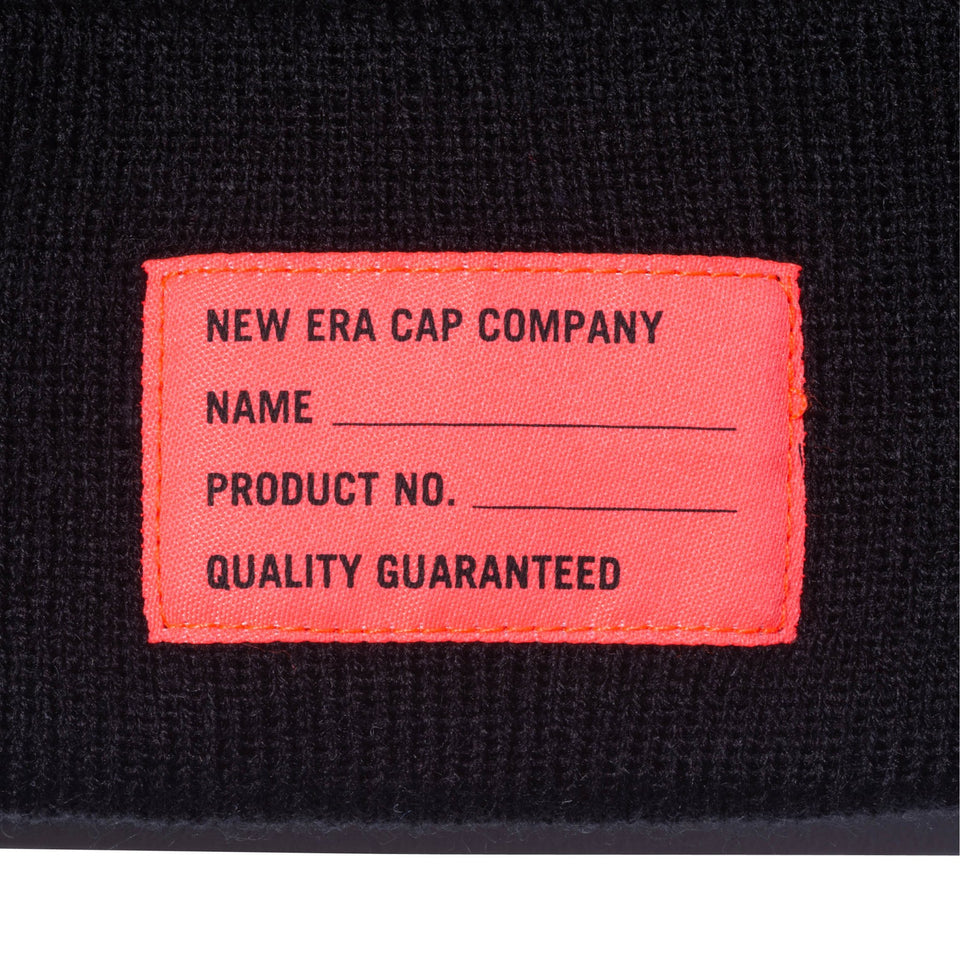 NEW ERA CAP COMPANY
NAME
PRODUCT NO.
QUALITY GUARANTEED